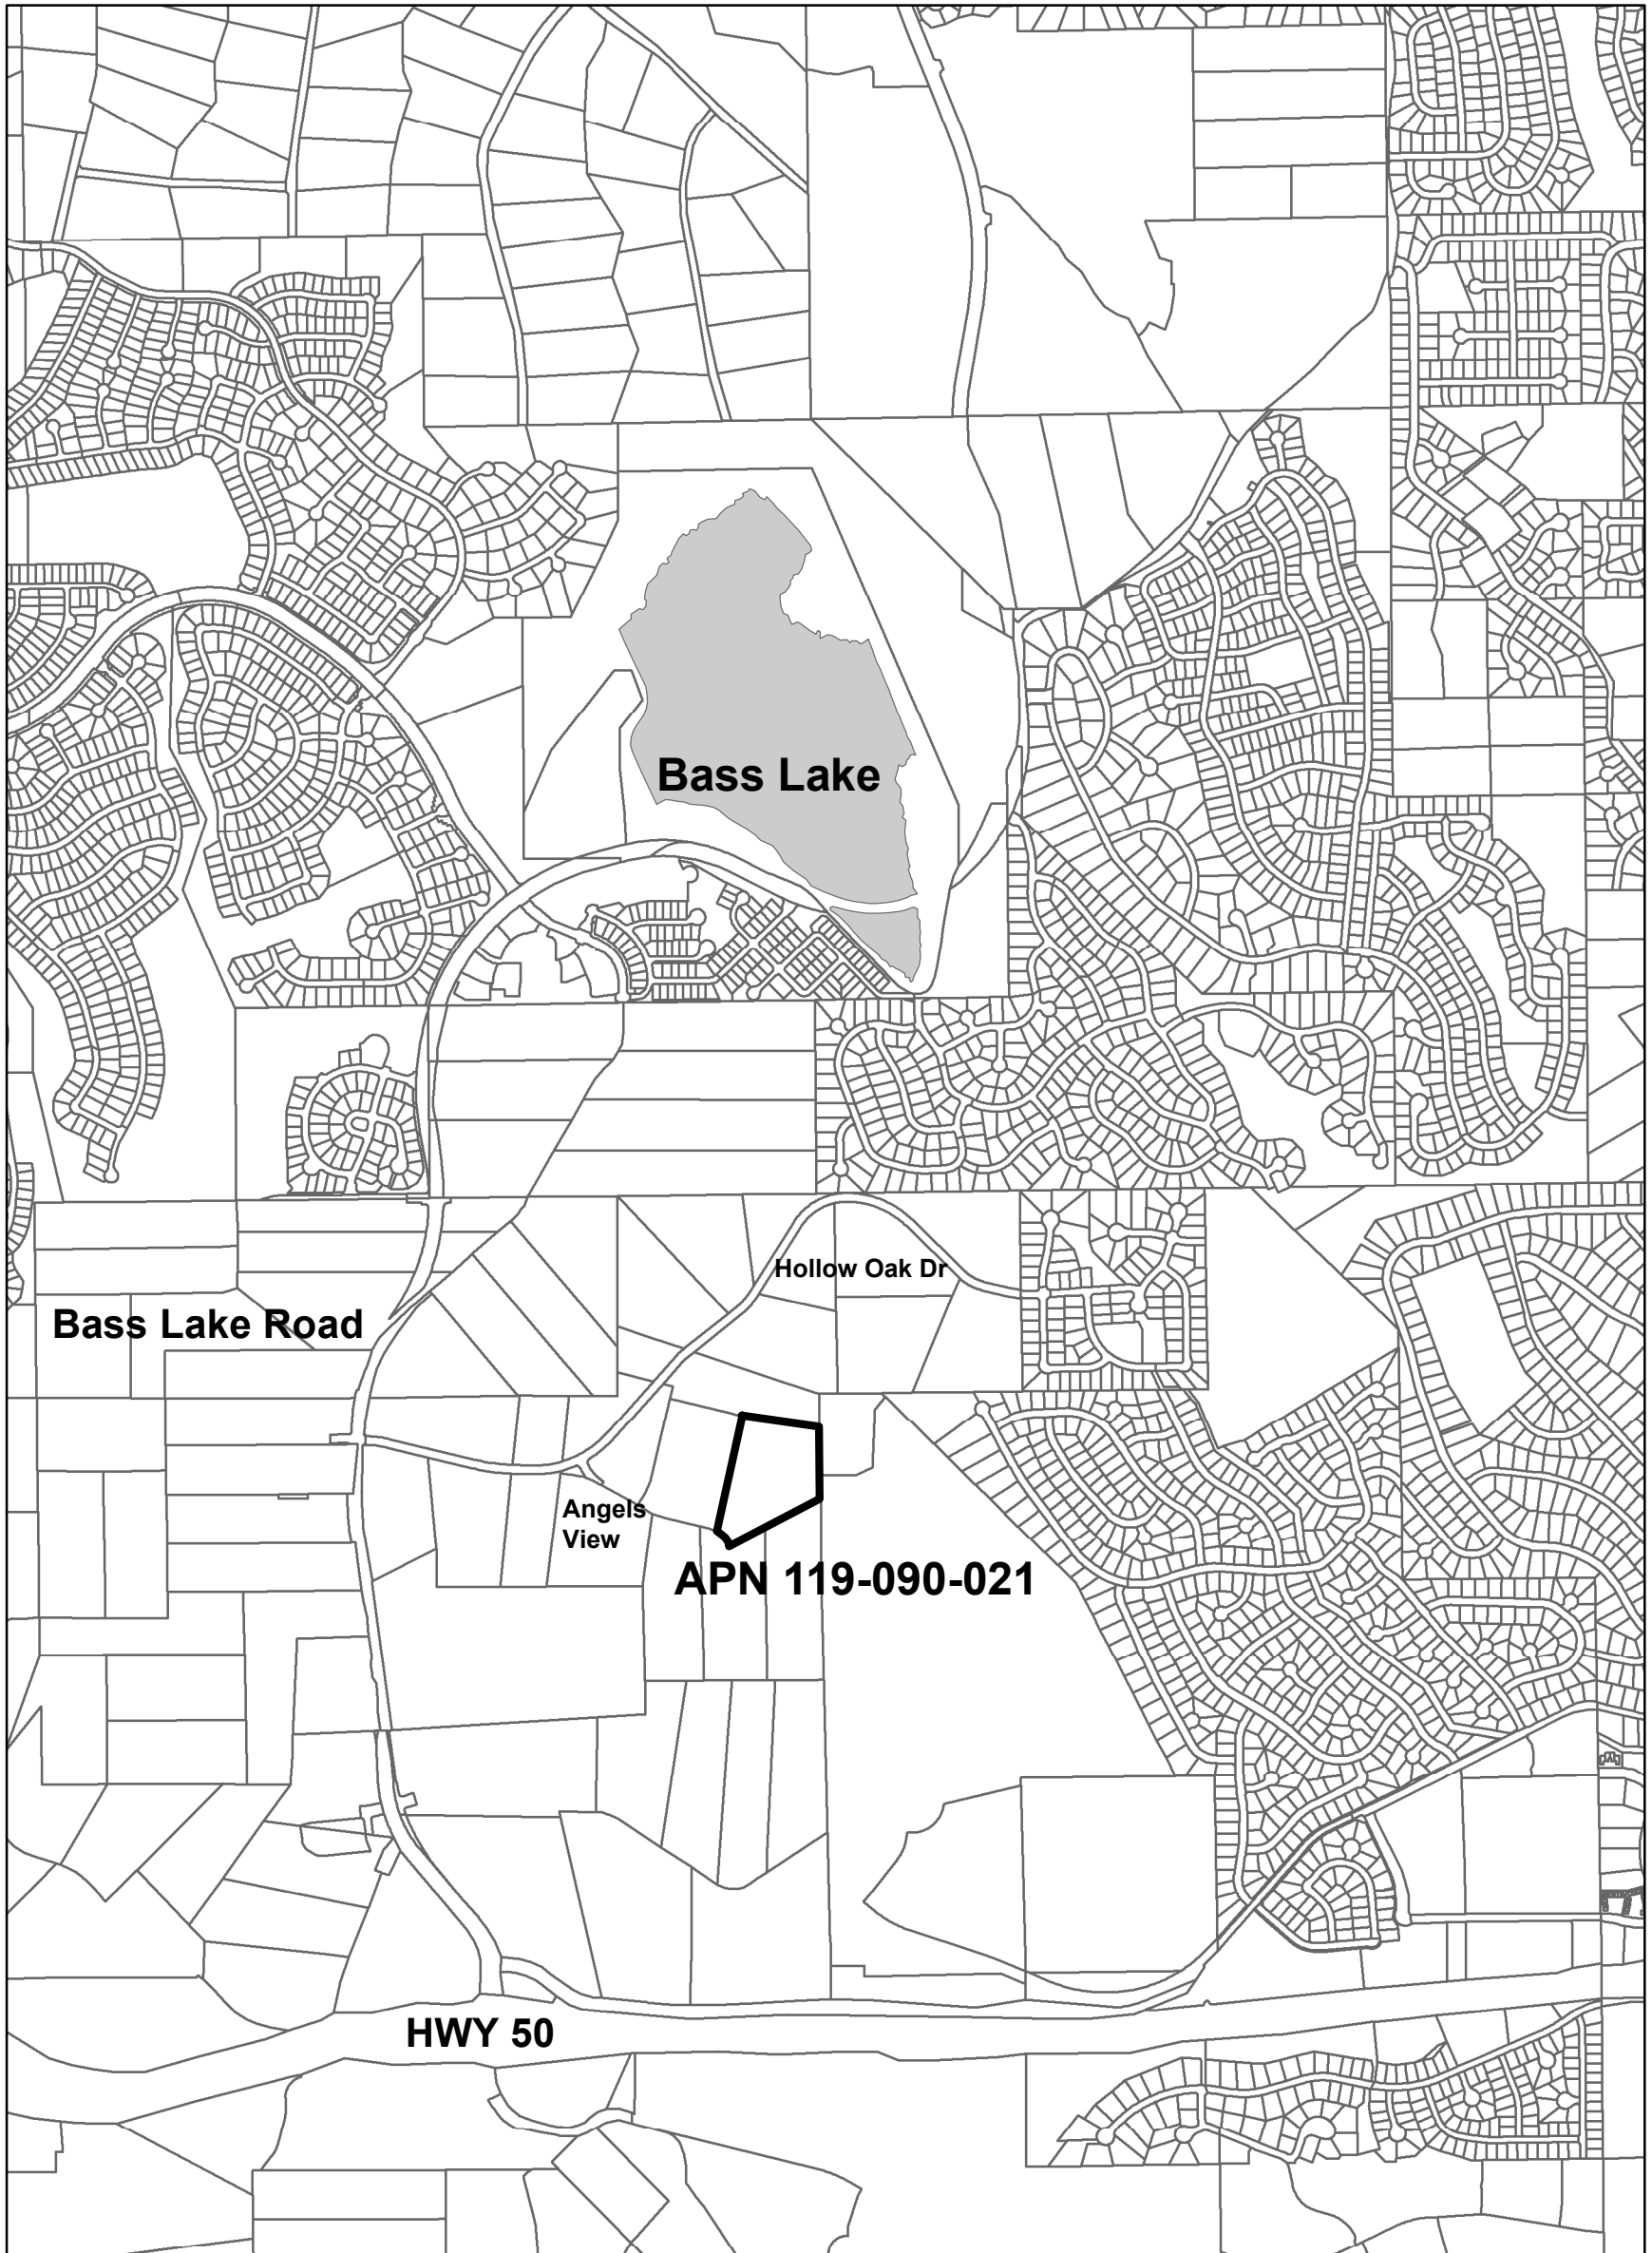 Bass Lake
Hollow Oak Dr
Bass Lake Road
Angels
View
APN 119-090-021
HWY 50